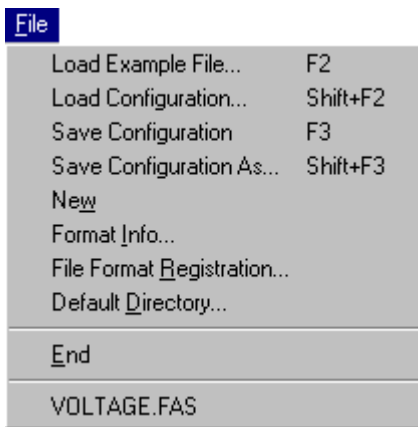 File
Load Example File... F2
Load Configuration... Shift+F2
Save Configuration F3
Save Configuration As... Shift+F3
New
Format Info...
File Format Registration...
Default Directory...
End
VOLTAGE.FAS